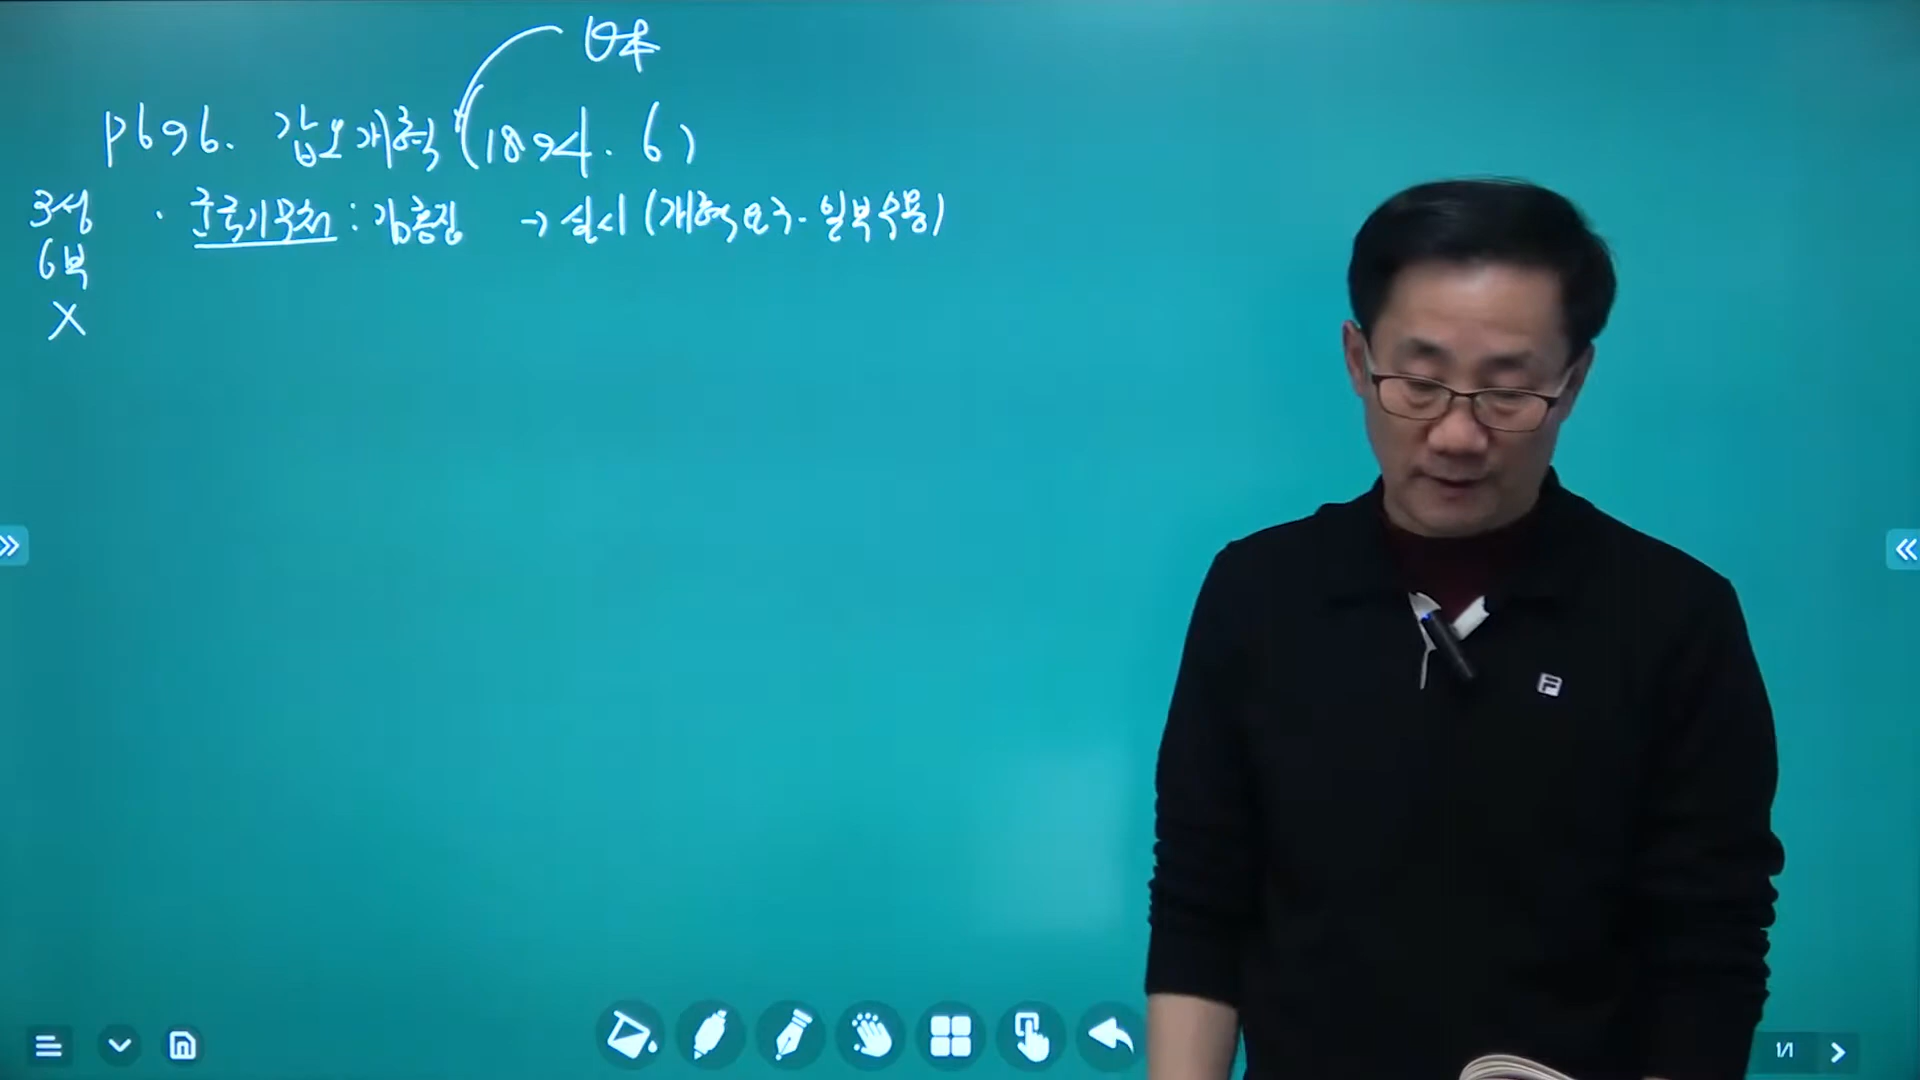 日本
P696. 갑오개혁 (1894. 6)
3성 · 군국기무처 : 김홍집 → 실시 (개혁요구 - 일부수용)
6부
X
1/1